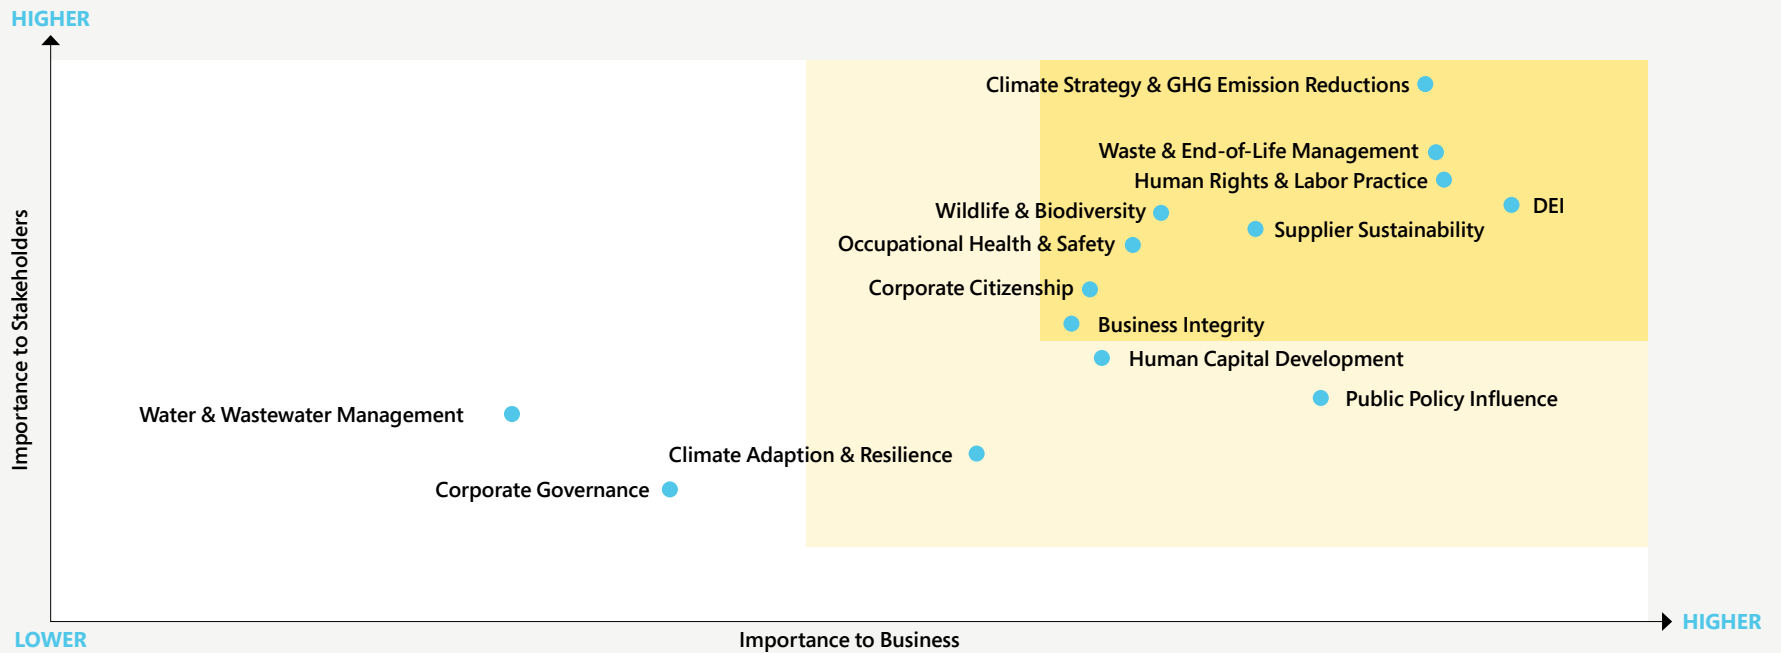 HIGHER
Climate Strategy & GHG Emission Reductions
Waste & End-of-Life Management
Human Rights & Labor Practice
DEI
Wildlife & Biodiversity
Supplier Sustainability
Occupational Health & Safety
Corporate Citizenship
Business Integrity
Human Capital Development
Public Policy Influence
Water & Wastewater Management
Climate Adaption & Resilience
Corporate Governance
Importance to Stakeholders
LOWER
Importance to Business
HIGHER